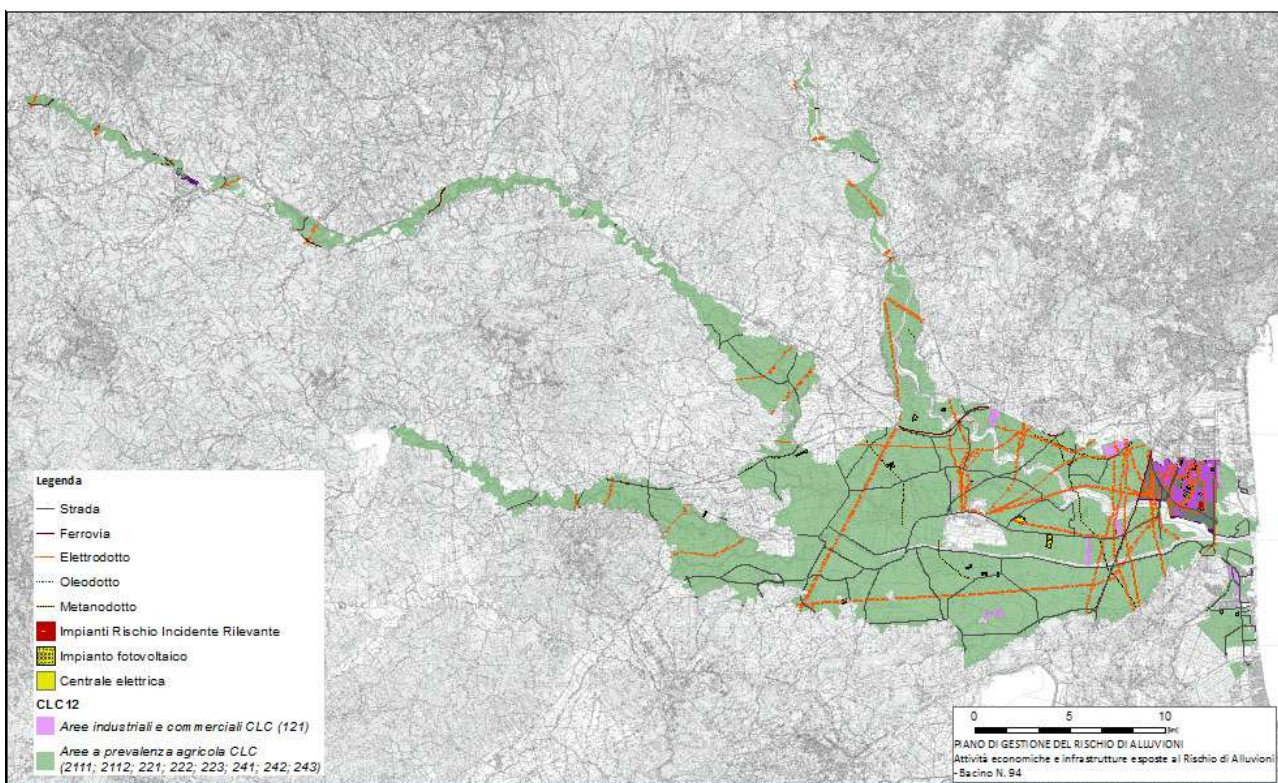 Legenda
Strada
Ferrovia
Elettrodotto
Oleodotto
Metanodotto
Impianti Rischio Incidente Rilevante
Impianto fotovoltaico
Centrale elettrica
CLC12
Aree industriali e commerciali CLC (121)
Aree a prevalenza agricola CLC
(2111; 2112; 221; 222; 223; 241; 242; 243)
0 5 10
km
PIANO DI GESTIONE DEL RISCHIO DI ALLUVIONI
Attività economiche e infrastrutture esposte al Rischio di Alluvioni
- Bacino N. 94